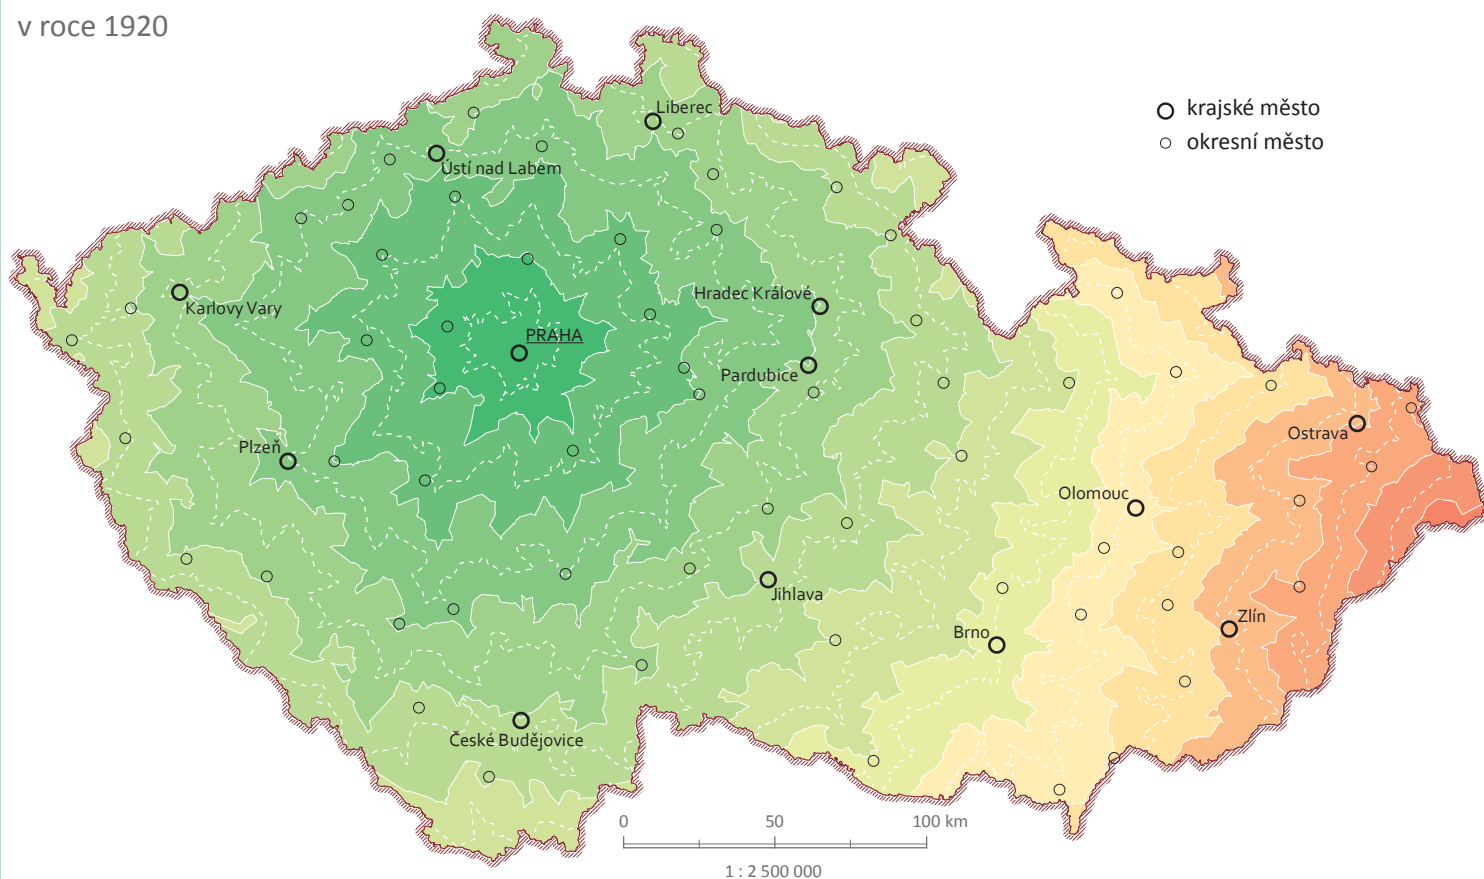 v roce 1920
krajské město
okresní město
Liberec
Ústí nad Labem
Karlovy Vary
Hradec Králové
PRAHA
Pardubice
Plzeň
Ostrava
Olomouc
Jihlava
Zlín
Brno
České Budějovice
0 50 100 km
1 : 2 500 000